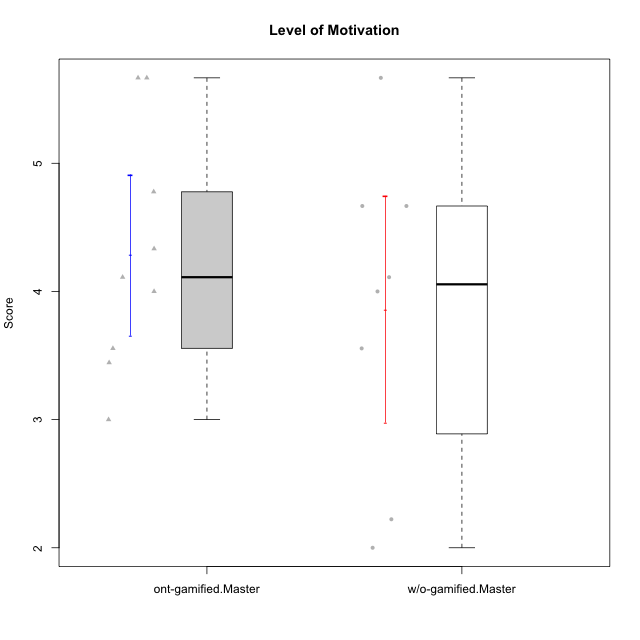 Level of Motivation
Score
5
4
3
2
ont-gamified.Master
w/o-gamified.Master